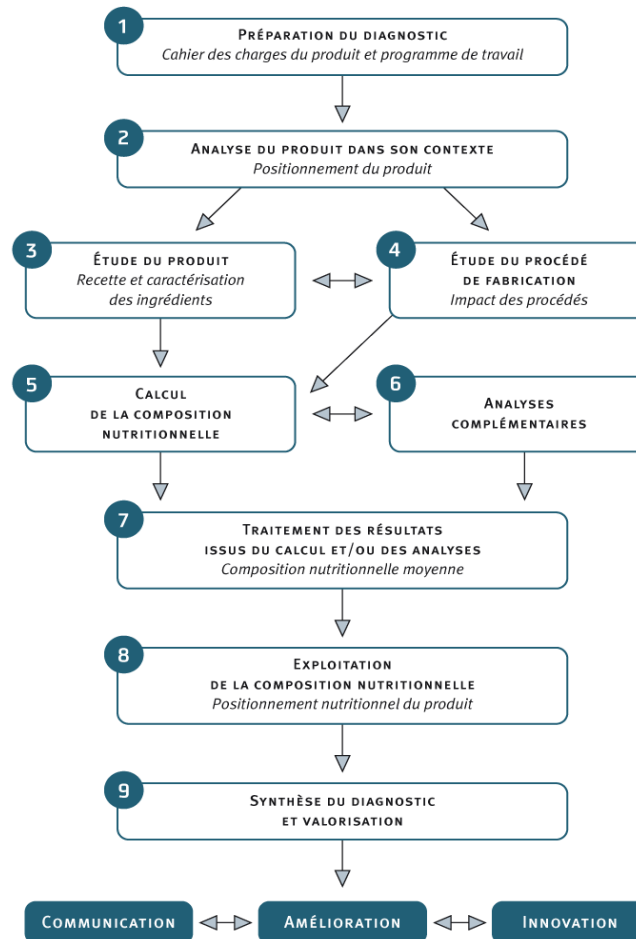 1
PRÉPARATION DU DIAGNOSTIC
Cahier des charges du produit et programme de travail
2
ANALYSE DU PRODUIT DANS SON CONTEXTE
Positionnement du produit
3
ÉTUDE DU PRODUIT
Recette et caractérisation
des ingrédients
4
ÉTUDE DU PROCÉDÉ
DE FABRICATION
Impact des procédés
5
CALCUL
DE LA COMPOSITION
NUTRITIONNELLE
6
ANALYSES
COMPLÉMENTAIRES
7
TRAITEMENT DES RÉSULTATS
ISSUS DU CALCUL ET/OU DES ANALYSES
Composition nutritionnelle moyenne
8
EXPLOITATION
DE LA COMPOSITION NUTRITIONNELLE
Positionnement nutritionnel du produit
9
SYNTHÈSE DU DIAGNOSTIC
ET VALORISATION
COMMUNICATION
AMÉLIORATION
INNOVATION